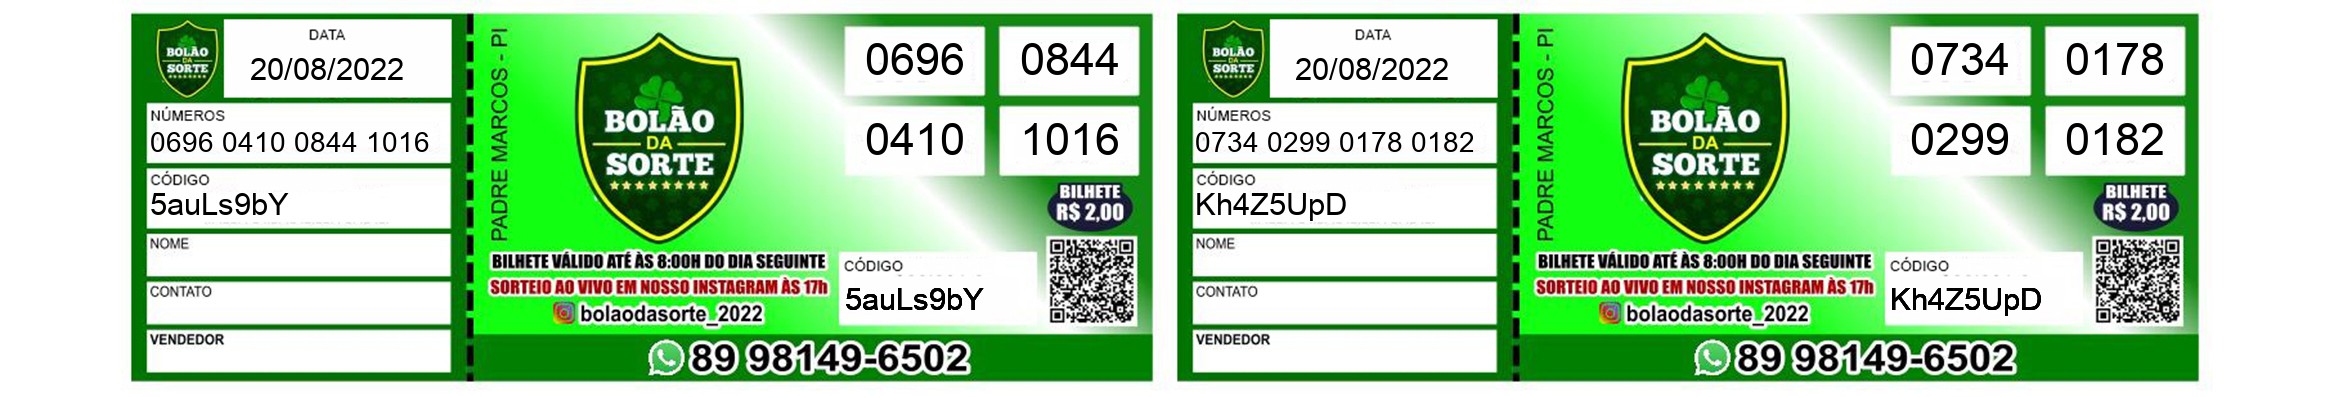 BOLÃO
DA
SORTE
DATA
20/08/2022
NÚMEROS
0696 0410 0844 1016
CÓDIGO
5auLs9bY
NOME
CONTATO
VENDEDOR
PADRE MARCOS - PI
BOLÃO
DA
SORTE
0696 0844
0410 1016
BILHETE
R$ 2,00
BILHETE VÁLIDO ATÉ ÀS 8:00H DO DIA SEGUINTE
SORTEIO AO VIVO EM NOSSO INSTAGRAM ÀS 17h
bolaodasorte_2022
CÓDIGO
5auLs9bY
89 98149-6502
BOLÃO
DA
SORTE
DATA
20/08/2022
NÚMEROS
0734 0299 0178 0182
CÓDIGO
Kh4Z5UpD
NOME
CONTATO
VENDEDOR
PADRE MARCOS - PI
BOLÃO
DA
SORTE
0734 0178
0299 0182
BILHETE
R$ 2,00
BILHETE VÁLIDO ATÉ ÀS 8:00H DO DIA SEGUINTE
SORTEIO AO VIVO EM NOSSO INSTAGRAM ÀS 17h
bolaodasorte_2022
CÓDIGO
Kh4Z5UpD
89 98149-6502